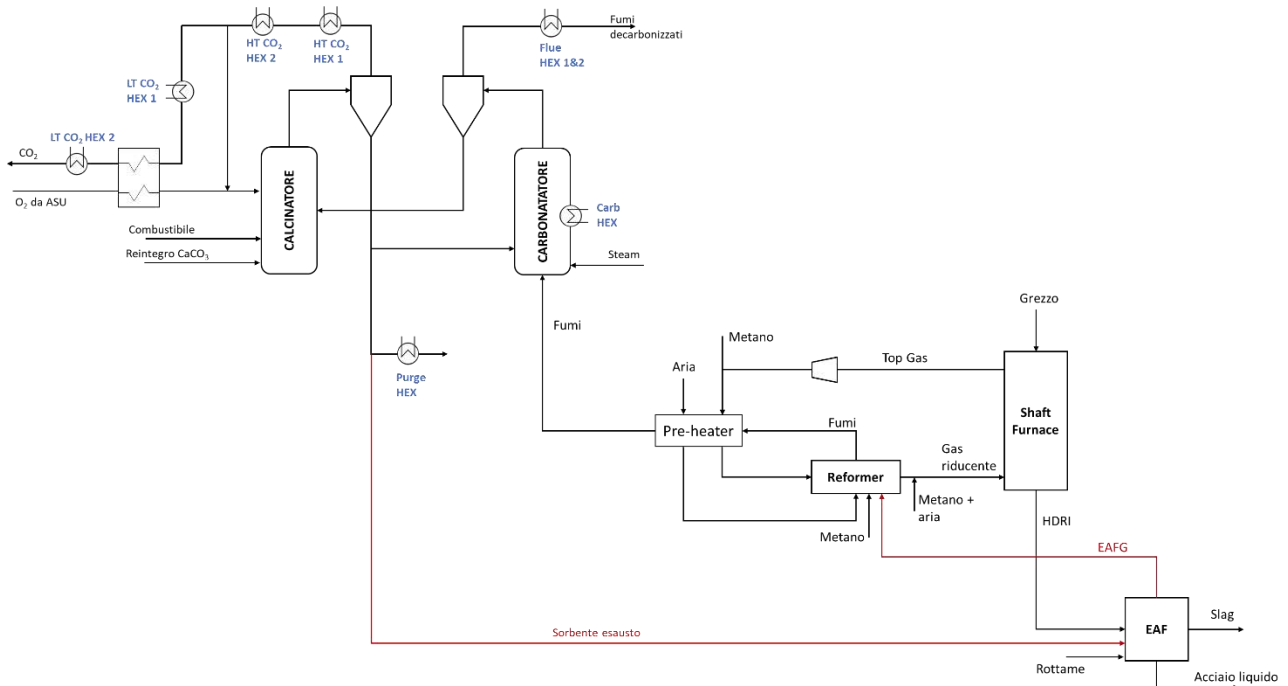 Fumi
decarbonizzati
HT CO₂
HEX 2
HT CO₂
HEX 1
Flue
HEX 1&2
LT CO₂
HEX 1
LT CO₂ HEX 2
CO₂
O₂ da ASU
CALCINATORE
CARBONATATORE
Carb
HEX
Combustibile
Reintegro CaCO₃
Steam
Fumi
Purge
HEX
Grezzo
Metano
Top Gas
Aria
Shaft
Furnace
Pre-heater
Fumi
Gas
riducente
Reformer
Metano +
aria
Metano
HDRI
EAFG
Sorbente esausto
EAF
Slag
Rottame
Acciaio liquido